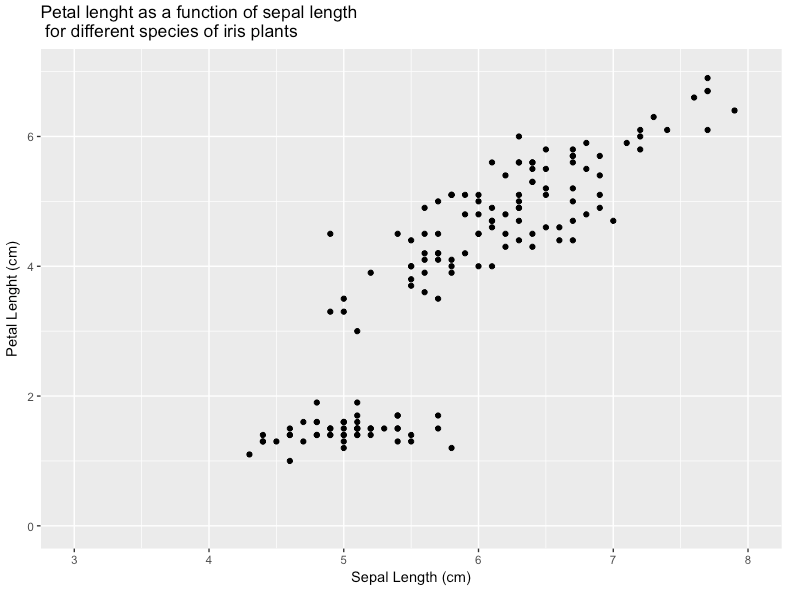 Petal lenght as a function of sepal length
for different species of iris plants
6
4
2
0
Petal Lenght (cm)
3 4 5 6 7 8
Sepal Length (cm)